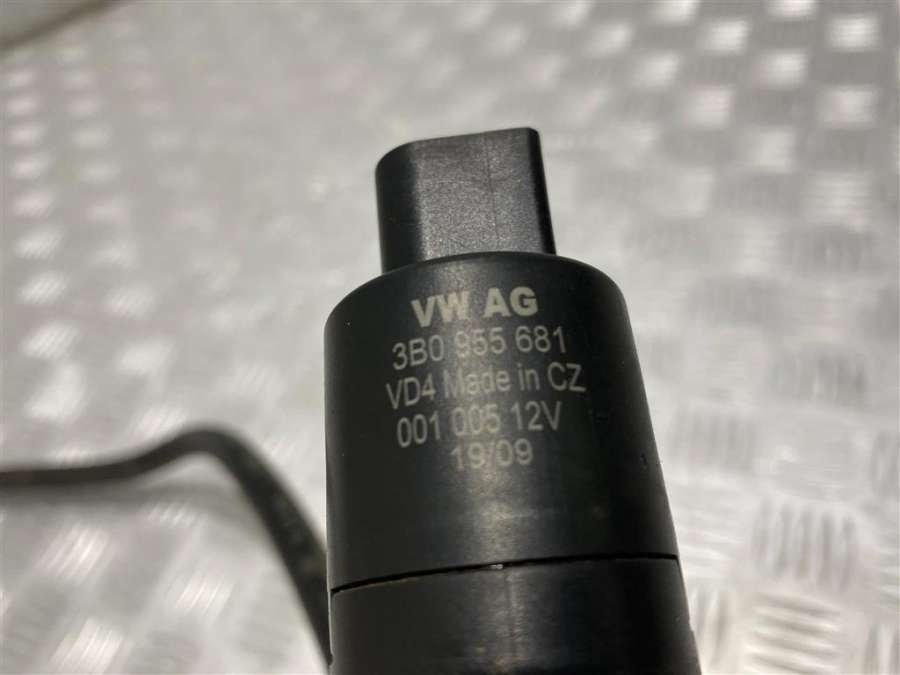 VW AG
3B0 955 681
VD4 Made in CZ
001 005 12V
19/09